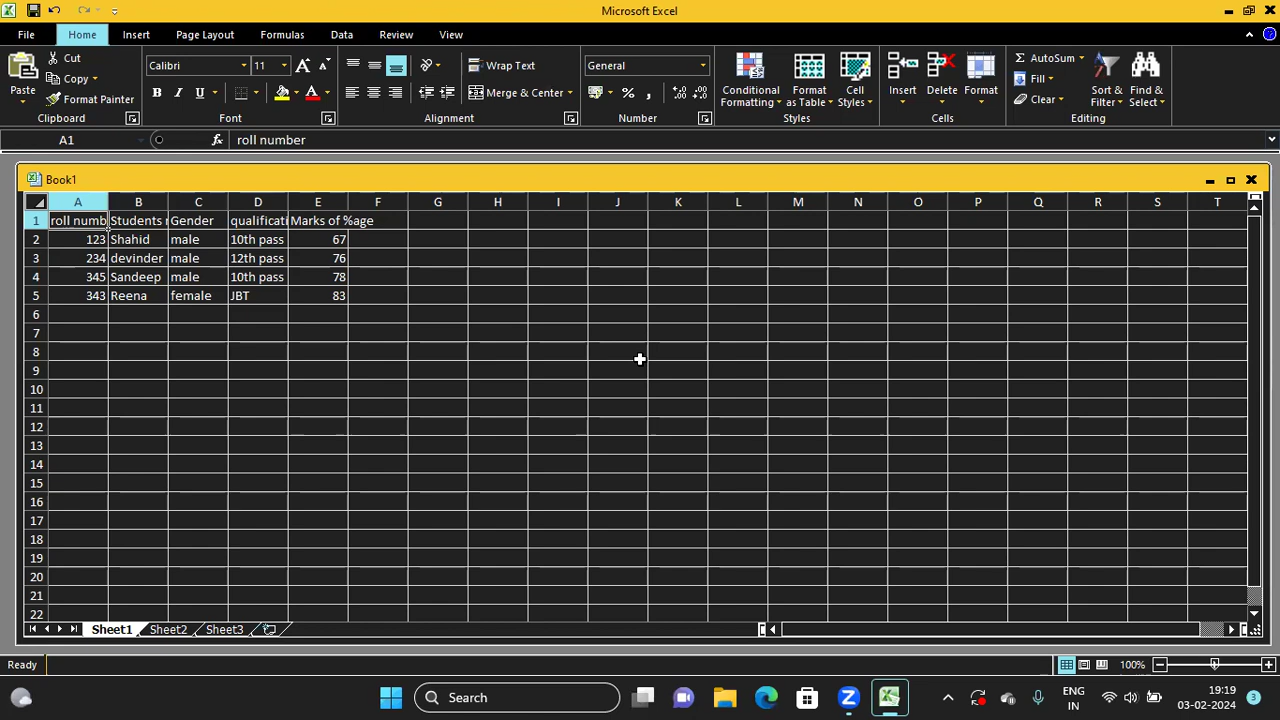 Microsoft Excel
File Home Insert Page Layout Formulas Data Review View
Cut
Copy
Format Painter
Paste
Clipboard
Calibri 11
B I U
Font
Wrap Text
Merge & Center
Alignment
General
Number
Conditional Formatting
Format as Table
Cell Styles
Styles
Insert Delete Format
Cells
AutoSum
Fill
Clear
Sort & Filter
Find & Select
Editing
A1 fx roll number
Book1
A B C D E F G H I J K L M N O P Q R S T
1 roll numb Students n Gender qualificati Marks of %age
2 123 Shahid male 10th pass 67
3 234 devinder male 12th pass 76
4 345 Sandeep male 10th pass 78
5 343 Reena female JBT 83
6
7
8
9
10
11
12
13
14
15
16
17
18
19
20
21
22
Sheet1 Sheet2 Sheet3
Ready 100%
Search ENG IN 19:19 03-02-2024 3